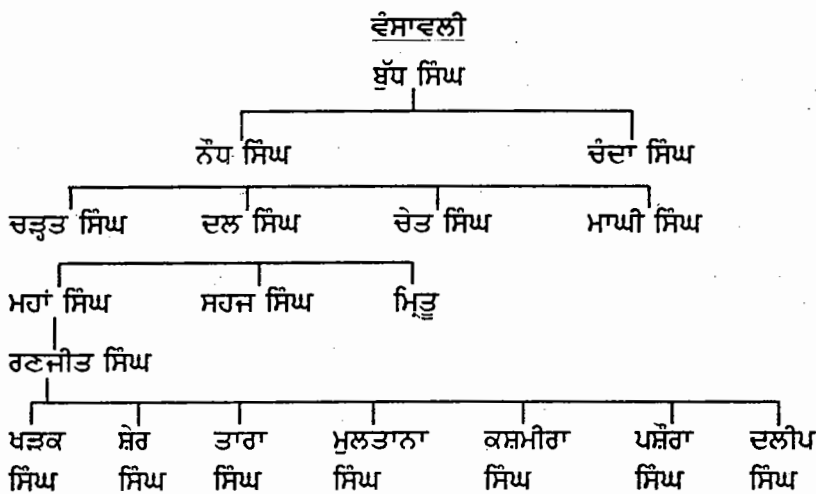 ਵੰਸਾਵਲੀ
ਬੁੱਧ ਸਿੰਘ
ਨੌਧ ਸਿੰਘ ਚੰਦਾ ਸਿੰਘ
ਚੜ੍ਹਤ ਸਿੰਘ ਦਲ ਸਿੰਘ ਚੇਤ ਸਿੰਘ ਮਾਘੀ ਸਿੰਘ
ਮਹਾਂ ਸਿੰਘ ਸਹਜ ਸਿੰਘ ਮ੍ਰਿਤੂ
ਰਣਜੀਤ ਸਿੰਘ
ਖੜਕ ਸ਼ੇਰ ਤਾਰਾ ਮੁਲਤਾਨਾ ਕਸ਼ਮੀਰਾ ਪਸ਼ੌਰਾ ਦਲੀਪ
ਸਿੰਘ ਸਿੰਘ ਸਿੰਘ ਸਿੰਘ ਸਿੰਘ ਸਿੰਘ ਸਿੰਘ